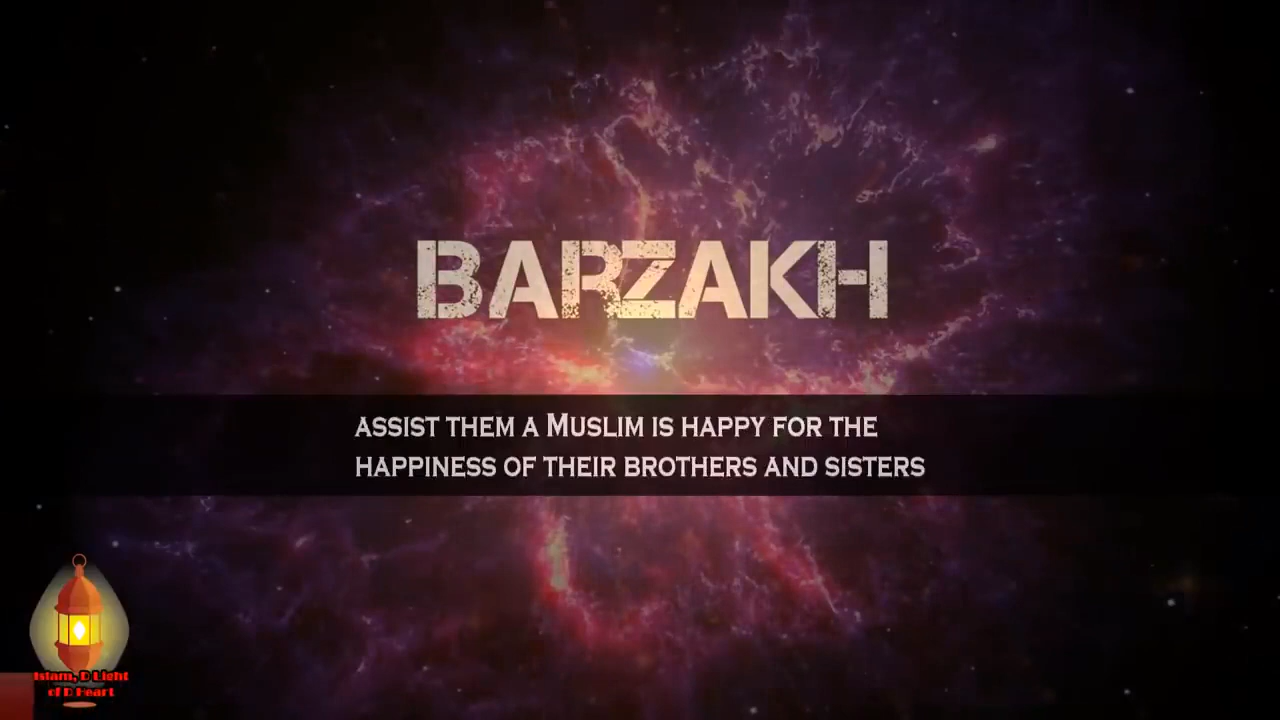 BARZAKH
ASSIST THEM A MUSLIM IS HAPPY FOR THE
HAPPINESS OF THEIR BROTHERS AND SISTERS
Islam, D Light
of D Heart